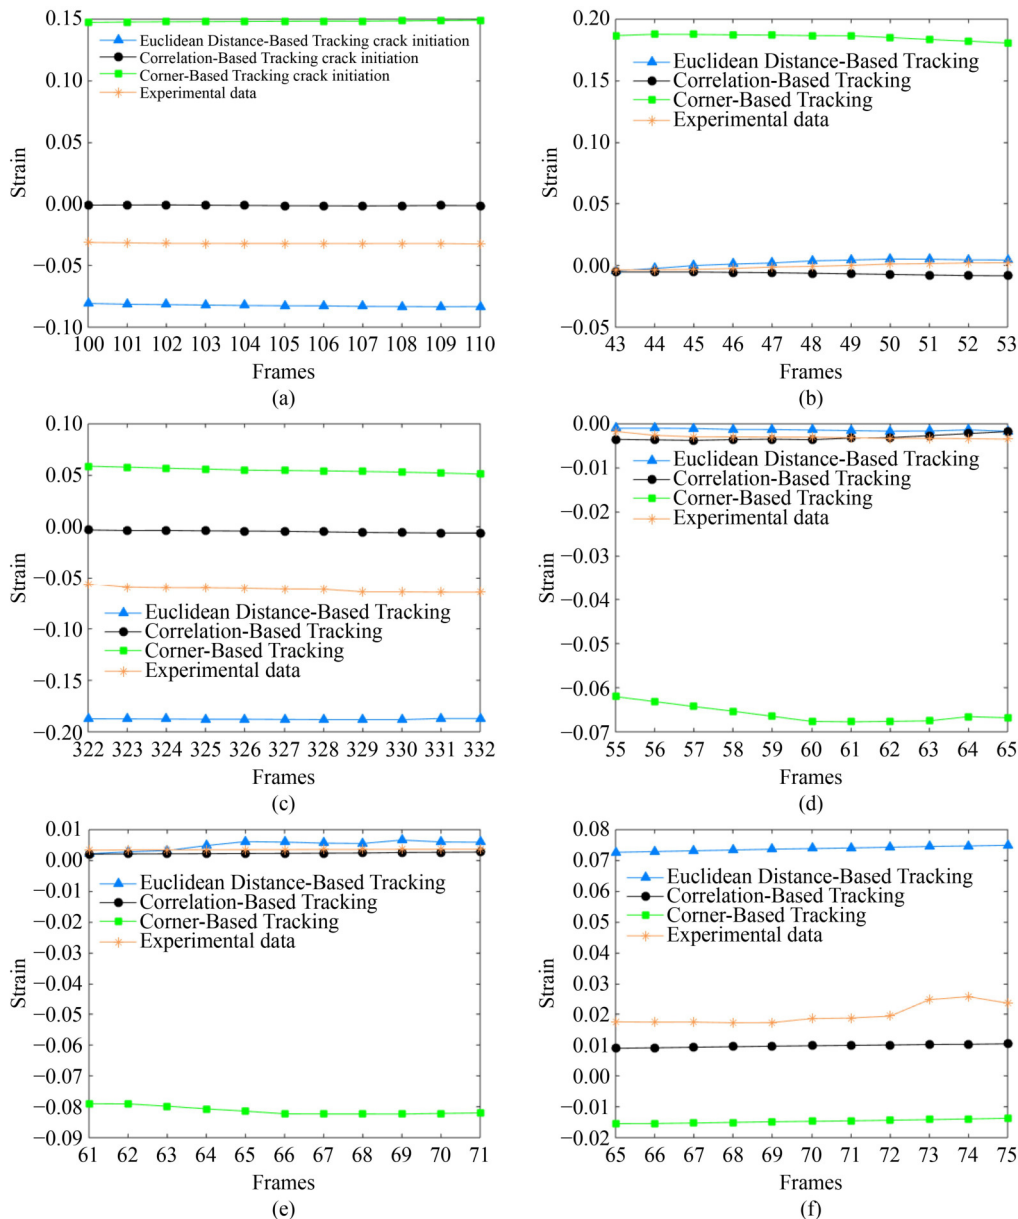 0.15
0.10
0.05
0.00
−0.05
−0.10
Strain
Euclidean Distance-Based Tracking crack initiation
Correlation-Based Tracking crack initiation
Corner-Based Tracking crack initiation
Experimental data
100 101 102 103 104 105 106 107 108 109 110
Frames
(a)
0.20
0.15
0.10
0.05
0.00
−0.05
Strain
Euclidean Distance-Based Tracking
Correlation-Based Tracking
Corner-Based Tracking
Experimental data
43 44 45 46 47 48 49 50 51 52 53
Frames
(b)
0.10
0.05
0.00
−0.05
−0.10
−0.15
−0.20
Strain
Euclidean Distance-Based Tracking
Correlation-Based Tracking
Corner-Based Tracking
Experimental data
322 323 324 325 326 327 328 329 330 331 332
Frames
(c)
0.00
−0.01
−0.02
−0.03
−0.04
−0.05
−0.06
−0.07
Strain
Euclidean Distance-Based Tracking
Correlation-Based Tracking
Corner-Based Tracking
Experimental data
55 56 57 58 59 60 61 62 63 64 65
Frames
(d)
0.01
0.00
−0.01
−0.02
−0.03
−0.04
−0.05
−0.06
−0.07
−0.08
−0.09
Strain
Euclidean Distance-Based Tracking
Correlation-Based Tracking
Corner-Based Tracking
Experimental data
61 62 63 64 65 66 67 68 69 70 71
Frames
(e)
0.08
0.07
0.06
0.05
0.04
0.03
0.02
0.01
0.00
−0.01
−0.02
Strain
Euclidean Distance-Based Tracking
Correlation-Based Tracking
Corner-Based Tracking
Experimental data
65 66 67 68 69 70 71 72 73 74 75
Frames
(f)